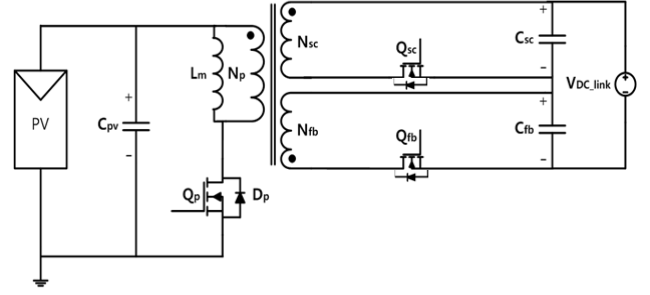 PV
Cpv
+
-
Lm
Np
Qp
Dp
Nsc
Qsc
Csc
+
-
Nfb
Qfb
Cfb
+
-
VDC_link
+
-